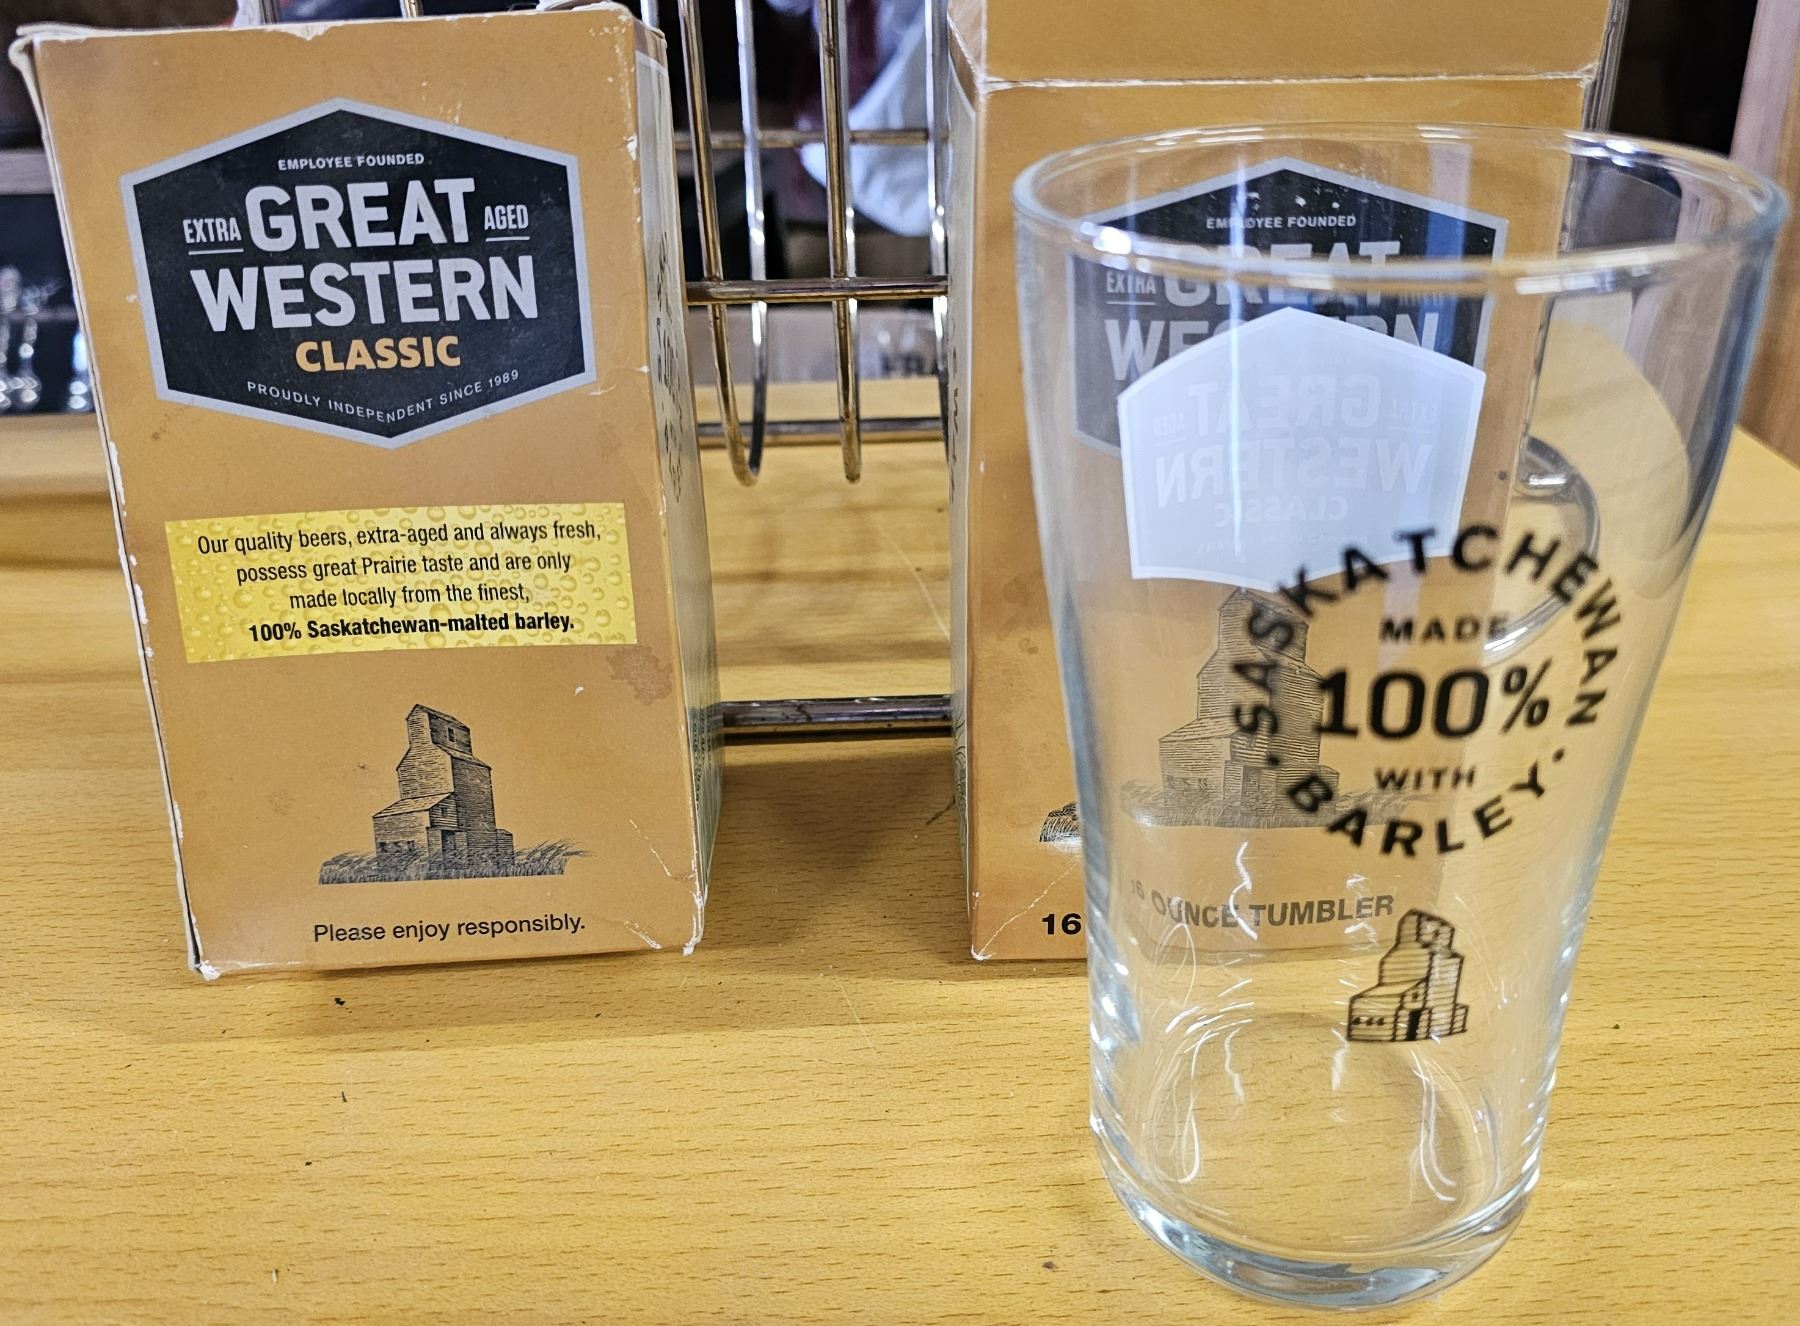 EMPLOYEE FOUNDED
EXTRA GREAT AGED
WESTERN
CLASSIC
PROUDLY INDEPENDENT SINCE 1989
Our quality beers, extra-aged and always fresh,
possess great Prairie taste and are only
made locally from the finest,
100% Saskatchewan-malted barley.
Please enjoy responsibly.
EMPLOYEE FOUNDED
EXTRA GREAT
WESTERN
16
16 OUNCE TUMBLER
EXTRA GREAT AGED
WESTERN
CLASSIC
SASKATCHEWAN
MADE
100%
WITH
BARLEY